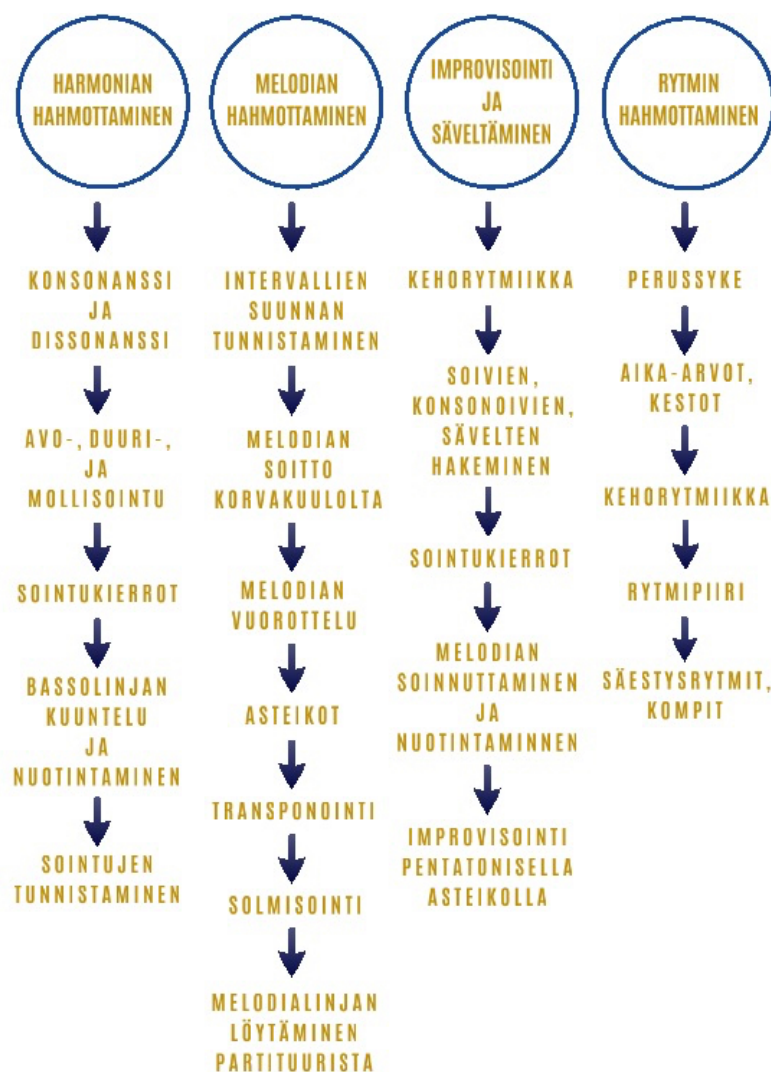 HARMONIAN
HAHMOTTAMINEN
KONSONANSSI
JA
DISSONANSSI
AVO-, DUURI-,
JA
MOLLISOINTU
SOINTUKIERROT
BASSOLINJAN
KUUNTELU
JA
NUOTINTAMINEN
SOINTUJEN
TUNNISTAMINEN
MELODIAN
HAHMOTTAMINEN
INTERVALLIEN
SUUNNAN
TUNNISTAMINEN
MELODIAN
SOITTO
KORVAKUULOLTA
MELODIAN
VUOROTTELU
ASTEIKOT
TRANSPONOINTI
SOLMISOINTI
MELODIALINJAN
LÖYTÄMINEN
PARTITUURISTA
IMPROVISOINTI
JA
SÄVELTÄMINEN
KEHORYTMIIKKA
SOIVIEN,
KONSONOIVIEN,
SÄVELTEN
HAKEMINEN
SOINTUKIERROT
MELODIAN
SOINNUTTAMINEN
JA
NUOTINTAMINNEN
IMPROVISOINTI
PENTATONISELLA
ASTEIKOLLA
RYTMIN
HAHMOTTAMINEN
PERUSSYKE
AIKA-ARVOT,
KESTOT
KEHORYTMIIKKA
RYTMIPIIRI
SÄESTYSRYTMIT,
KOMPIT